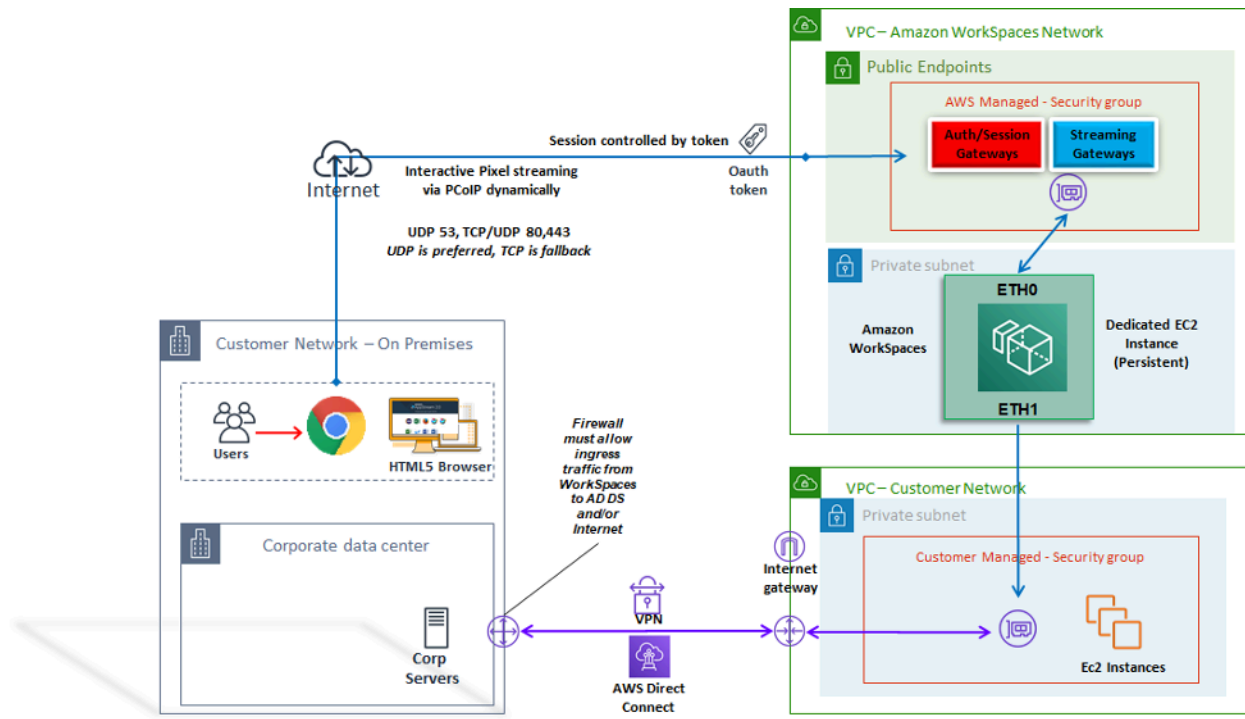 VPC – Amazon WorkSpaces Network
Public Endpoints
AWS Managed - Security group
Auth/Session
Gateways
Streaming
Gateways
Session controlled by token
Oauth
token
Internet
Interactive Pixel streaming
via PCoIP dynamically
UDP 53, TCP/UDP 80,443
UDP is preferred, TCP is fallback
Private subnet
ETH0
Amazon
WorkSpaces
Dedicated EC2
Instance
(Persistent)
ETH1
Customer Network – On Premises
Users
HTML5 Browser
Firewall
must allow
ingress
traffic from
WorkSpaces
to AD DS
and/or
Internet
Corporate data center
Corp
Servers
VPN
AWS Direct
Connect
VPC – Customer Network
Private subnet
Internet
gateway
Customer Managed - Security group
Ec2 Instances